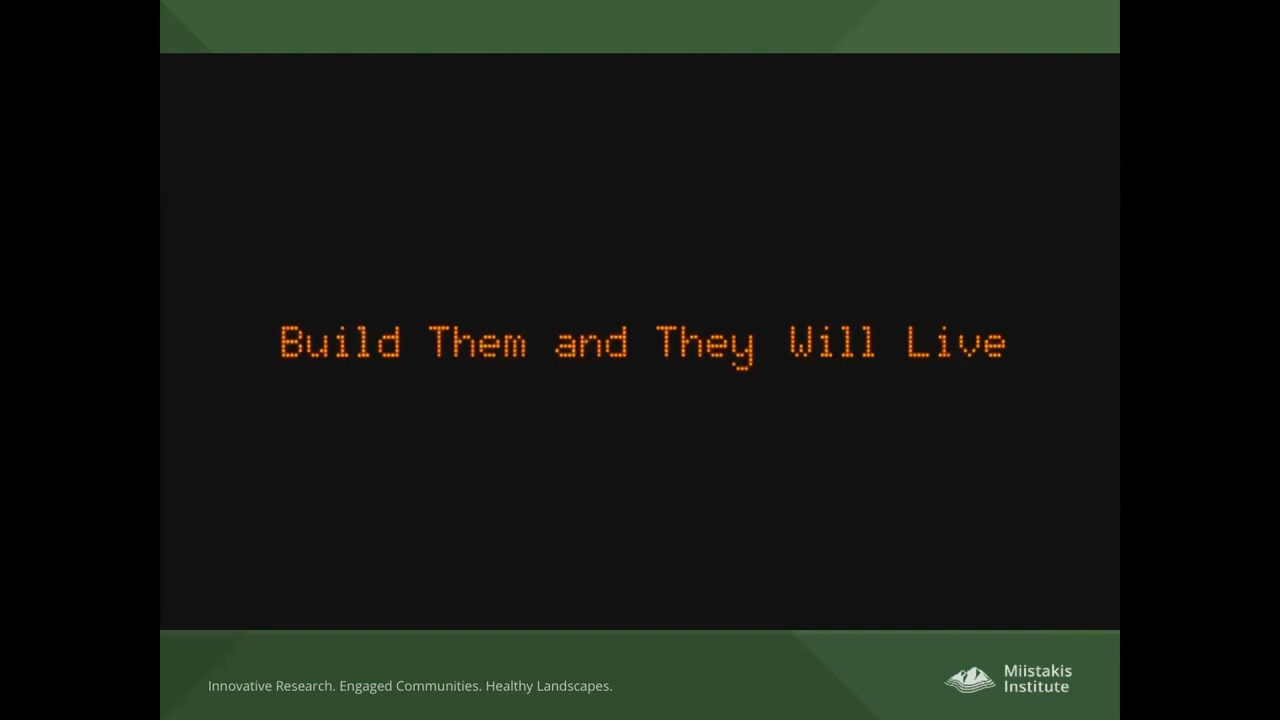 Build Them and They Will Live
Innovative Research. Engaged Communities. Healthy Landscapes.
Miistakis
Institute